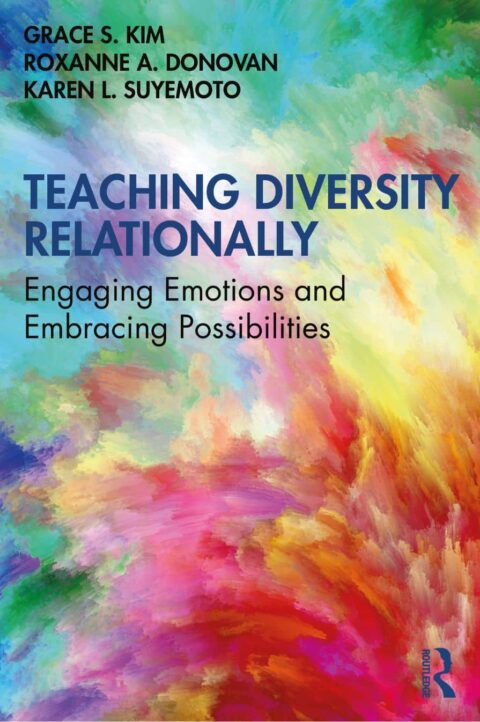 GRACE S. KIM
ROXANNE A. DONOVAN
KAREN L. SUYEMOTO
TEACHING DIVERSITY
RELATIONALLY
Engaging Emotions and
Embracing Possibilities
ROUTLEDGE